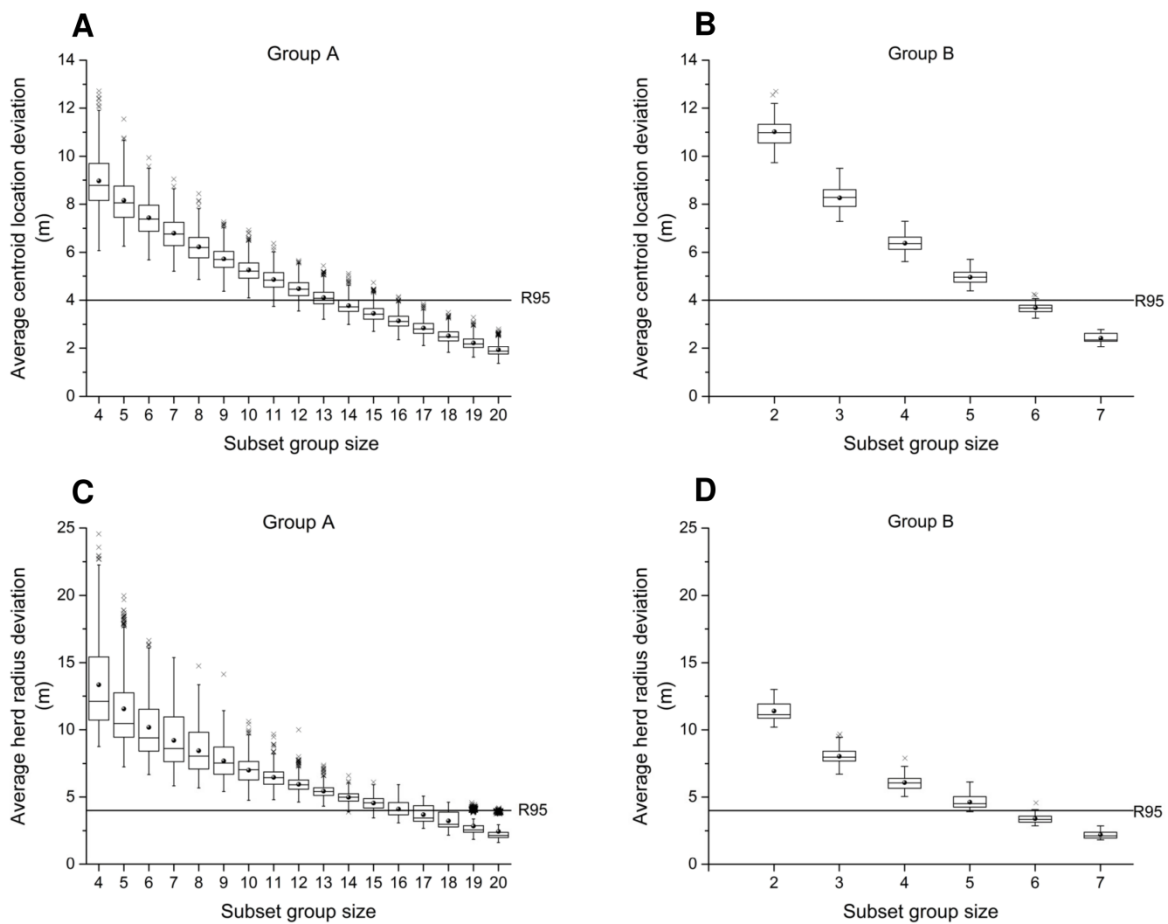 A
Group A
Average centroid location deviation
(m)
14
12
10
8
6
4
2
0
R95
4 5 6 7 8 9 10 11 12 13 14 15 16 17 18 19 20
Subset group size
B
Group B
Average centroid location deviation
(m)
14
12
10
8
6
4
2
0
R95
2 3 4 5 6 7
Subset group size
C
Group A
Average herd radius deviation
(m)
25
20
15
10
5
0
R95
4 5 6 7 8 9 10 11 12 13 14 15 16 17 18 19 20
Subset group size
D
Group B
Average herd radius deviation
(m)
25
20
15
10
5
0
R95
2 3 4 5 6 7
Subset group size